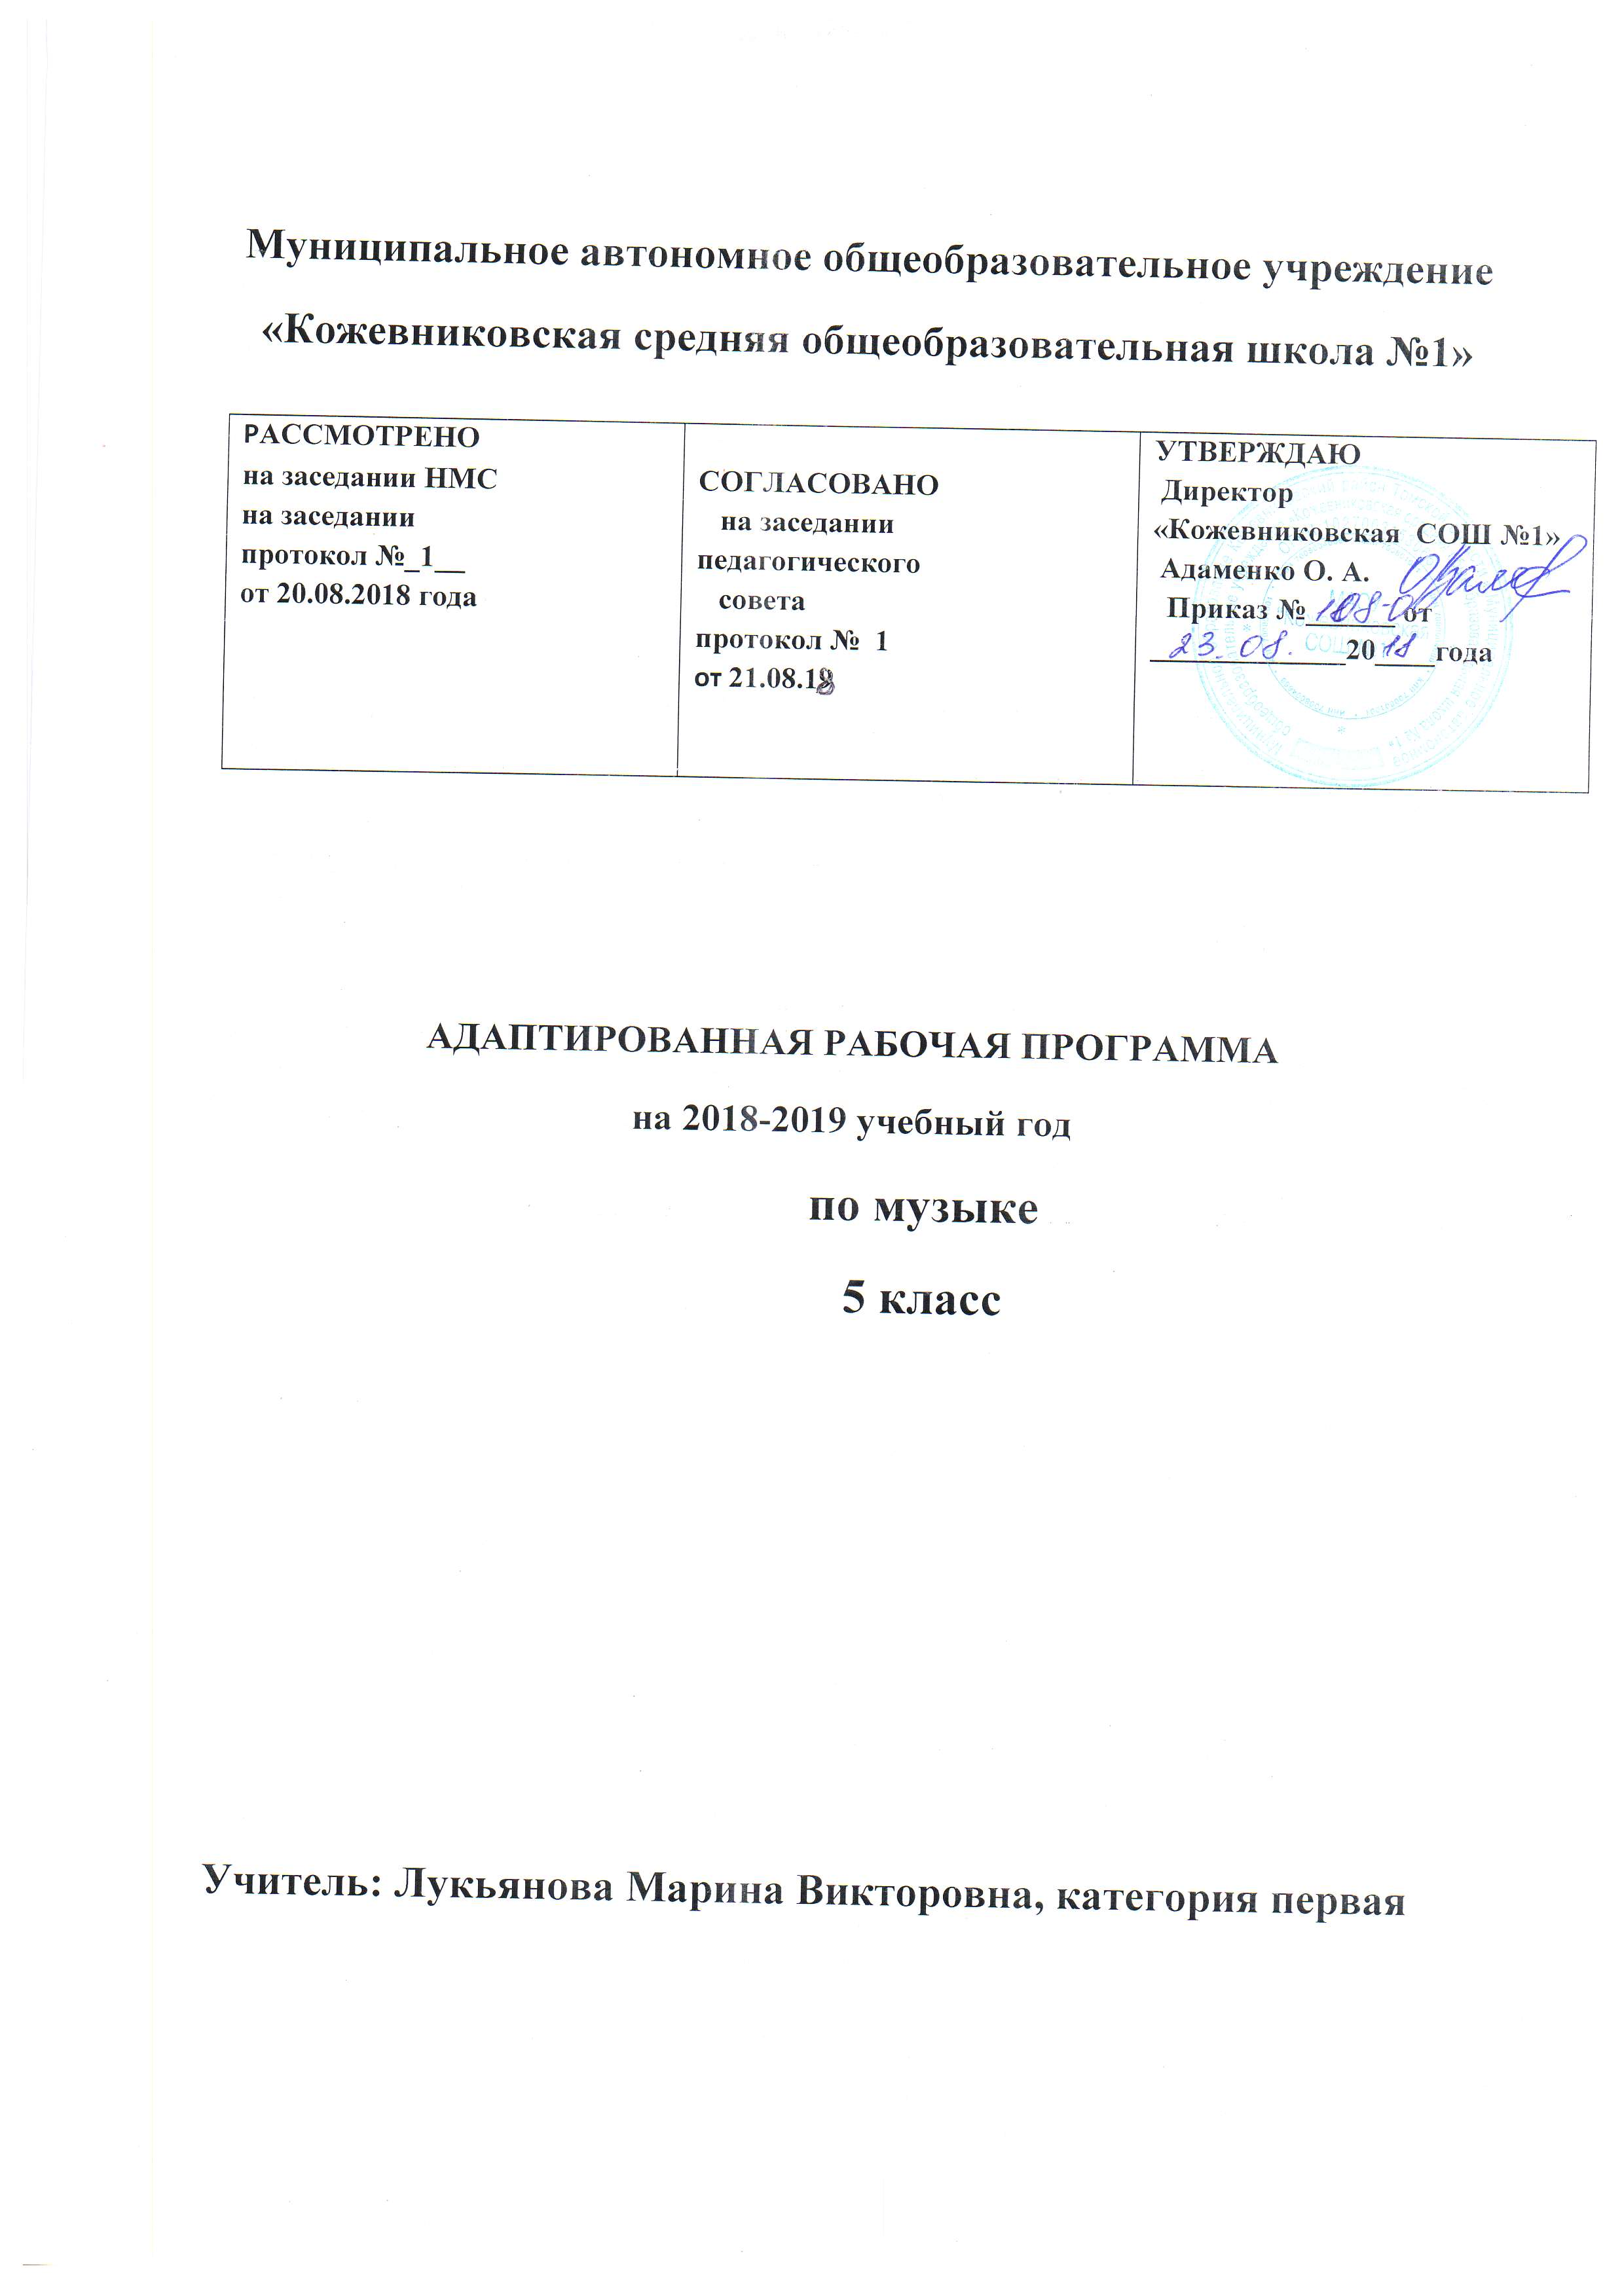 Муниципальное автономное общеобразовательное учреждение
«Кожевниковская средняя общеобразовательная школа №1»
РАССМОТРЕНО
на заседании НМС
на заседании
протокол №_1__
от 20.08.2018 года
СОГЛАСОВАНО
на заседании
педагогического
совета
протокол № 1
от 21.08.18
УТВЕРЖДАЮ
Директор
«Кожевниковская СОШ №1»
Адаменко О. А.
Приказ № 108-О от
23.08. 2018 года
АДАПТИРОВАННАЯ РАБОЧАЯ ПРОГРАММА
на 2018-2019 учебный год
по музыке
5 класс
Учитель: Лукьянова Марина Викторовна, категория первая